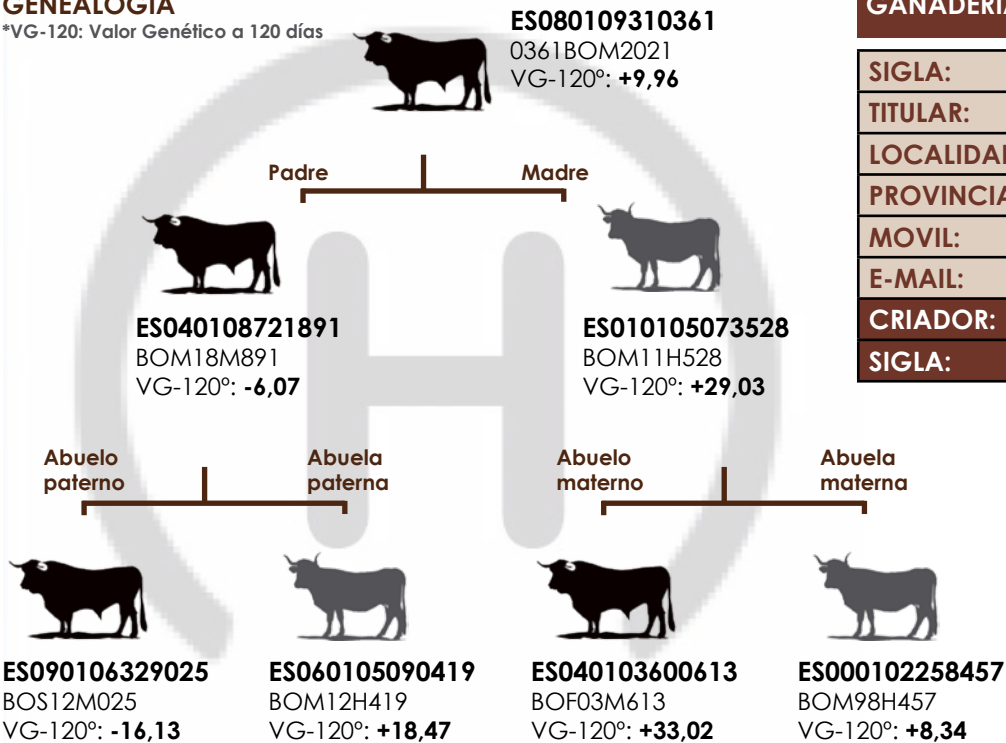 GENEALOGÍA
*VG-120: Valor Genético a 120 días
ES080109310361
0361BOM2021
VG-120º: +9,96
Padre
Madre
ES040108721891
BOM18M891
VG-120º: -6,07
ES010105073528
BOM11H528
VG-120º: +29,03
Abuelo
paterno
Abuela
paterna
Abuelo
materno
Abuela
materna
ES090106329025
BOS12M025
VG-120º: -16,13
ES060105090419
BOM12H419
VG-120º: +18,47
ES040103600613
BOF03M613
VG-120º: +33,02
ES000102258457
BOM98H457
VG-120º: +8,34
GANADERÍA
SIGLA:
TITULAR:
LOCALIDAD
PROVINCIA
MOVIL:
E-MAIL:
CRIADOR:
SIGLA:
H